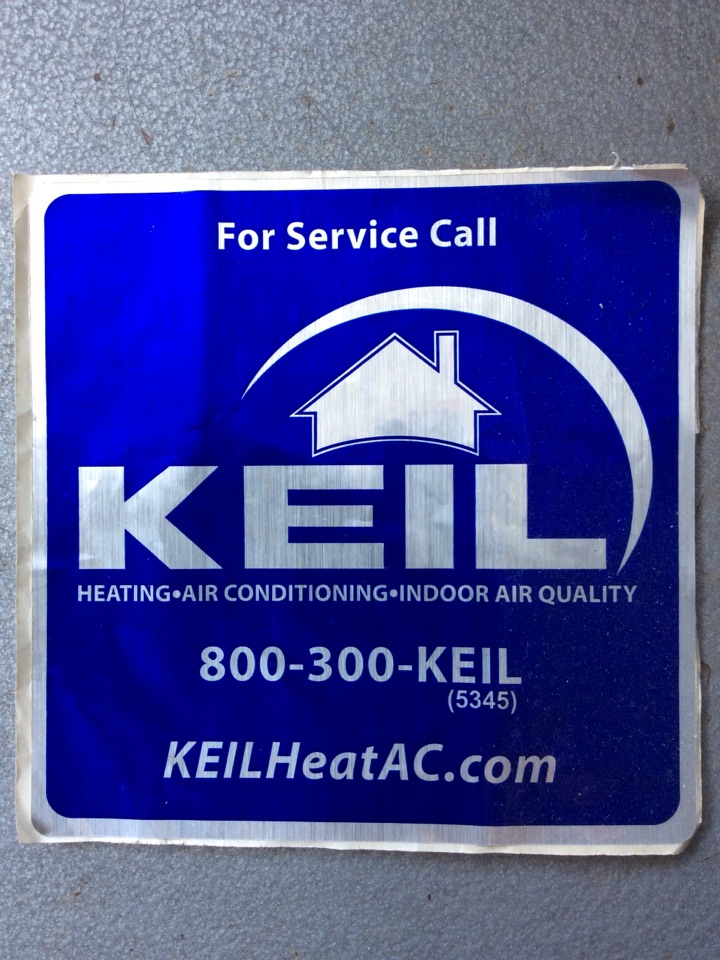 For Service Call
KEIL
HEATING•AIR CONDITIONING•INDOOR AIR QUALITY
800-300-KEIL
(5345)
KEILHeatAC.com